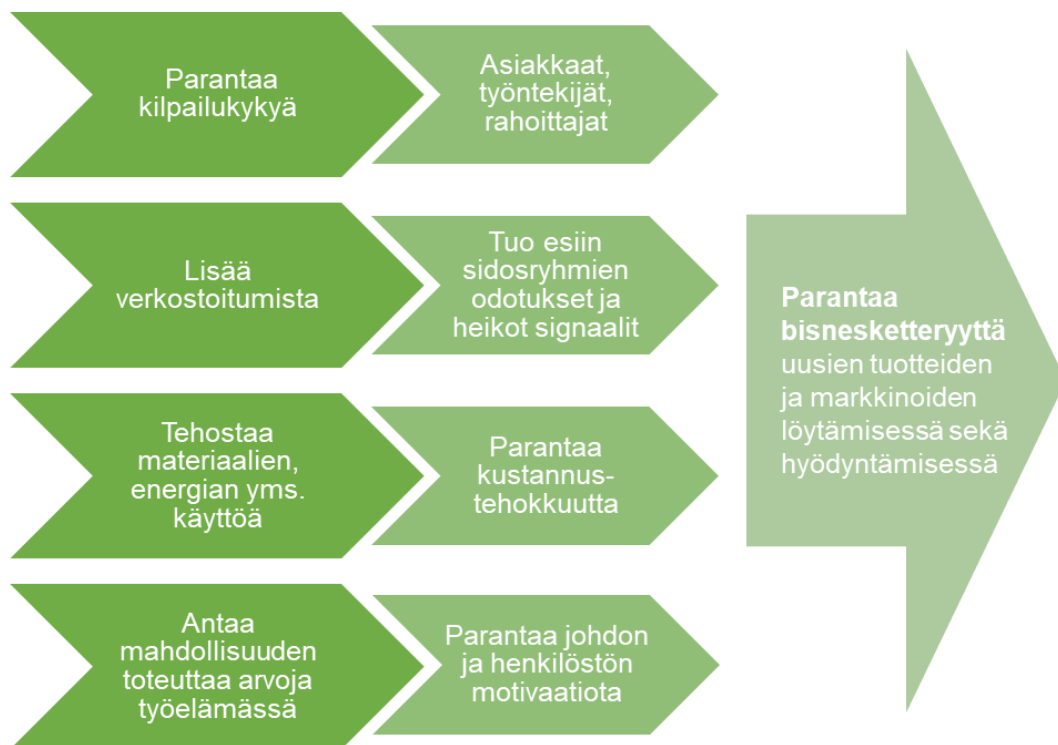 Parantaa
kilpailukykyä
Asiakkaat,
työntekijät,
rahoittajat
Lisää
verkostoitumista
Tuo esiin
sidosryhmien
odotukset ja
heikot signaalit
Tehostaa
materiaalien,
energian yms.
käyttöä
Parantaa
kustannus-
tehokkuutta
Antaa
mahdollisuuden
toteuttaa arvoja
työelämässä
Parantaa johdon
ja henkilöstön
motivaatiota
Parantaa
bisnesketteryyttä
uusien tuotteiden
ja markkinoiden
löytämisessä sekä
hyödyntämisessä